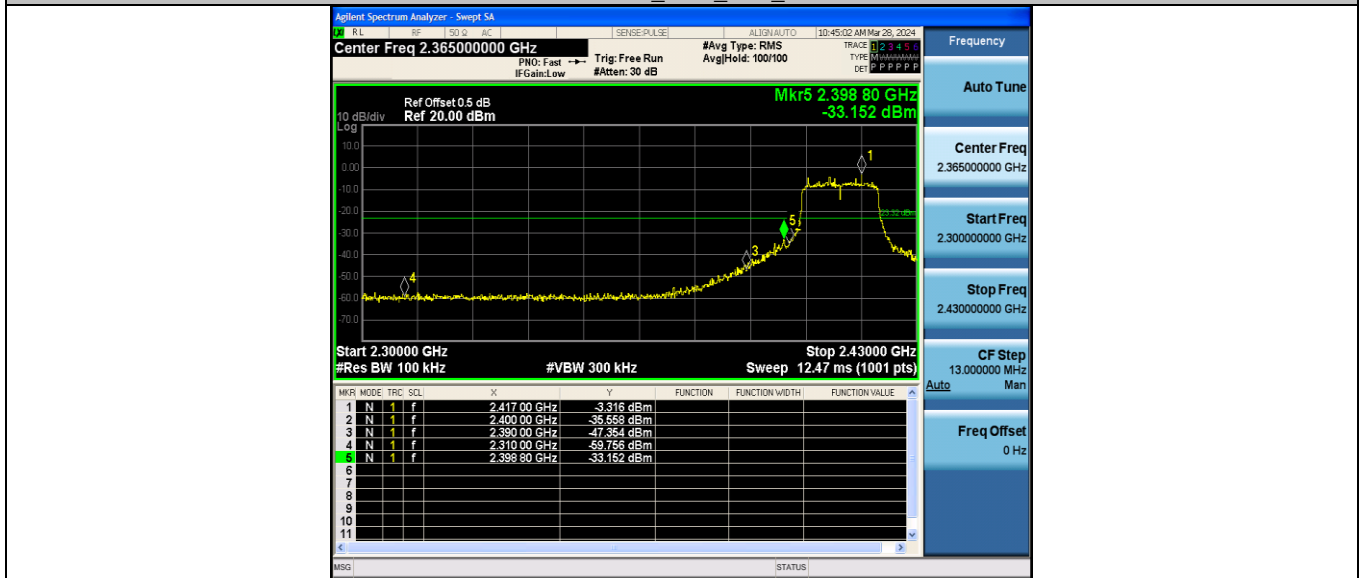 Agilent Spectrum Analyzer - Swept SA
RL RF 50 Ω AC SENSE:PULSE ALIGNAUTO 10:45:02 AM Mar 28, 2024
Center Freq 2.365000000 GHz #Avg Type: RMS TRACE 1 2 3 4 5 6
PNO: Fast Trig: Free Run Avg|Hold: 100/100 TYPE M
IFGain:Low #Atten: 30 dB DET P P P P P P
Mkr5 2.398 80 GHz
Ref Offset 0.5 dB
-33.152 dBm
10 dB/div Ref 20.00 dBm
Log
10.0
0.00
-10.0
-20.0
-30.0
-40.0
-50.0
-60.0
-70.0
1
5
3
4
Start 2.30000 GHz Stop 2.43000 GHz
#Res BW 100 kHz #VBW 300 kHz Sweep 12.47 ms (1001 pts)
MKR MODE TRC SCL X Y FUNCTION FUNCTION WIDTH FUNCTION VALUE
1 N 1 f 2.417 00 GHz -3.316 dBm
2 N 1 f 2.400 00 GHz -35.558 dBm
3 N 1 f 2.390 00 GHz -47.354 dBm
4 N 1 f 2.310 00 GHz -59.756 dBm
5 N 1 f 2.398 80 GHz -33.152 dBm
6
7
8
9
10
11
MSG STATUS
Frequency
Auto Tune
Center Freq
2.365000000 GHz
Start Freq
2.300000000 GHz
Stop Freq
2.430000000 GHz
CF Step
13.000000 MHz
Auto Man
Freq Offset
0 Hz